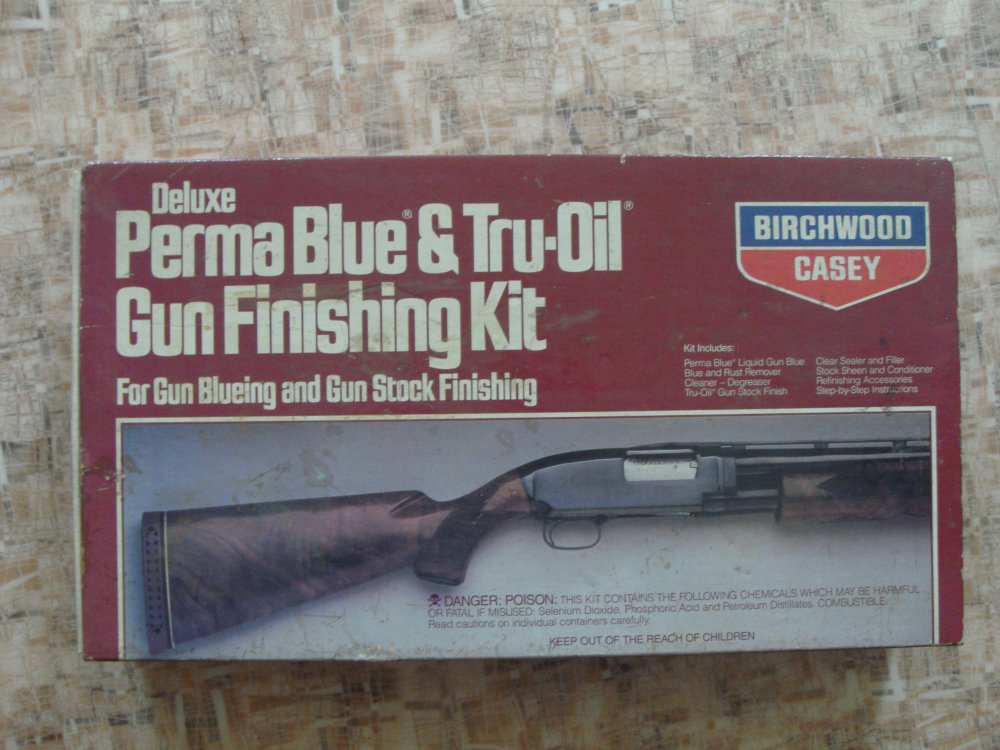 Deluxe
Perma Blue® & Tru-Oil®
Gun Finishing Kit
For Gun Blueing and Gun Stock Finishing
BIRCHWOOD
CASEY
Kit Includes:
Perma Blue® Liquid Gun Blue
Blue and Rust Remover
Cleaner – Degreaser
Tru-Oil® Gun Stock Finish
Clear Sealer and Filler
Stock Sheen and Conditioner
Refinishing Accessories
Step-by-Step Instructions
DANGER: POISON: THIS KIT CONTAINS THE FOLLOWING CHEMICALS WHICH MAY BE HARMFUL
OR FATAL IF MISUSED: Selenium Dioxide, Phosphoric Acid and Petroleum Distillates. COMBUSTIBLE
Read cautions on individual containers carefully.
KEEP OUT OF THE REACH OF CHILDREN